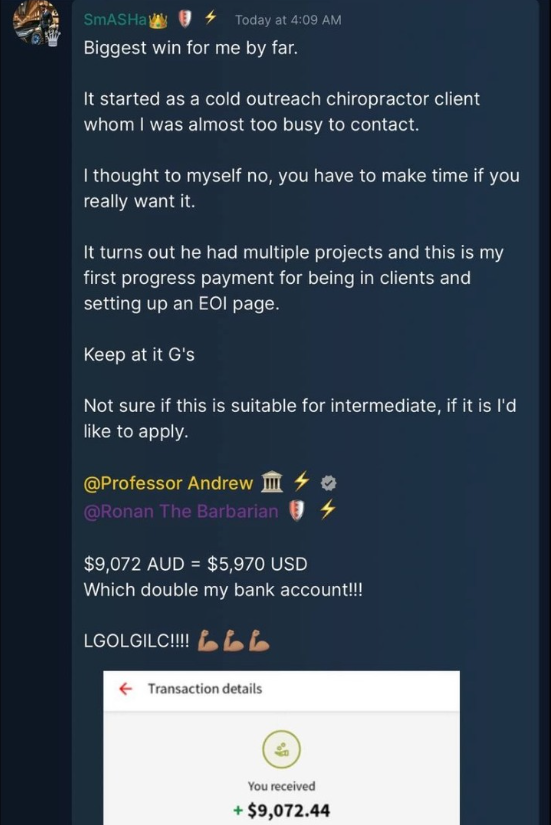 SmASHa👑 🛡️ ⚡ Today at 4:09 AM
Biggest win for me by far.
It started as a cold outreach chiropractor client
whom I was almost too busy to contact.
I thought to myself no, you have to make time if you
really want it.
It turns out he had multiple projects and this is my
first progress payment for being in clients and
setting up an EOI page.
Keep at it G's
Not sure if this is suitable for intermediate, if it is I'd
like to apply.
@Professor Andrew 🏛️ ⚡
@Ronan The Barbarian 🛡️ ⚡
$9,072 AUD = $5,970 USD
Which double my bank account!!!
LGOLGILC!!!! 💪🏽💪🏽💪🏽
Transaction details
You received
+ $9,072.44